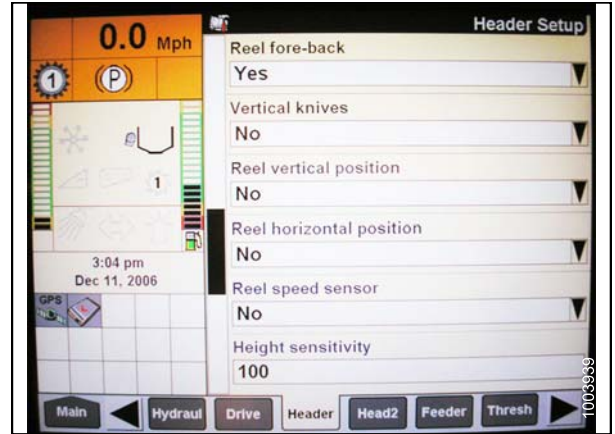 0.0 Mph
1
(P)
1
3:04 pm
Dec 11, 2006
GPS
Header Setup
Reel fore-back
Yes
Vertical knives
No
Reel vertical position
No
Reel horizontal position
No
Reel speed sensor
No
Height sensitivity
100
Main
Hydraul
Drive
Header
Head2
Feeder
Thresh
1003939